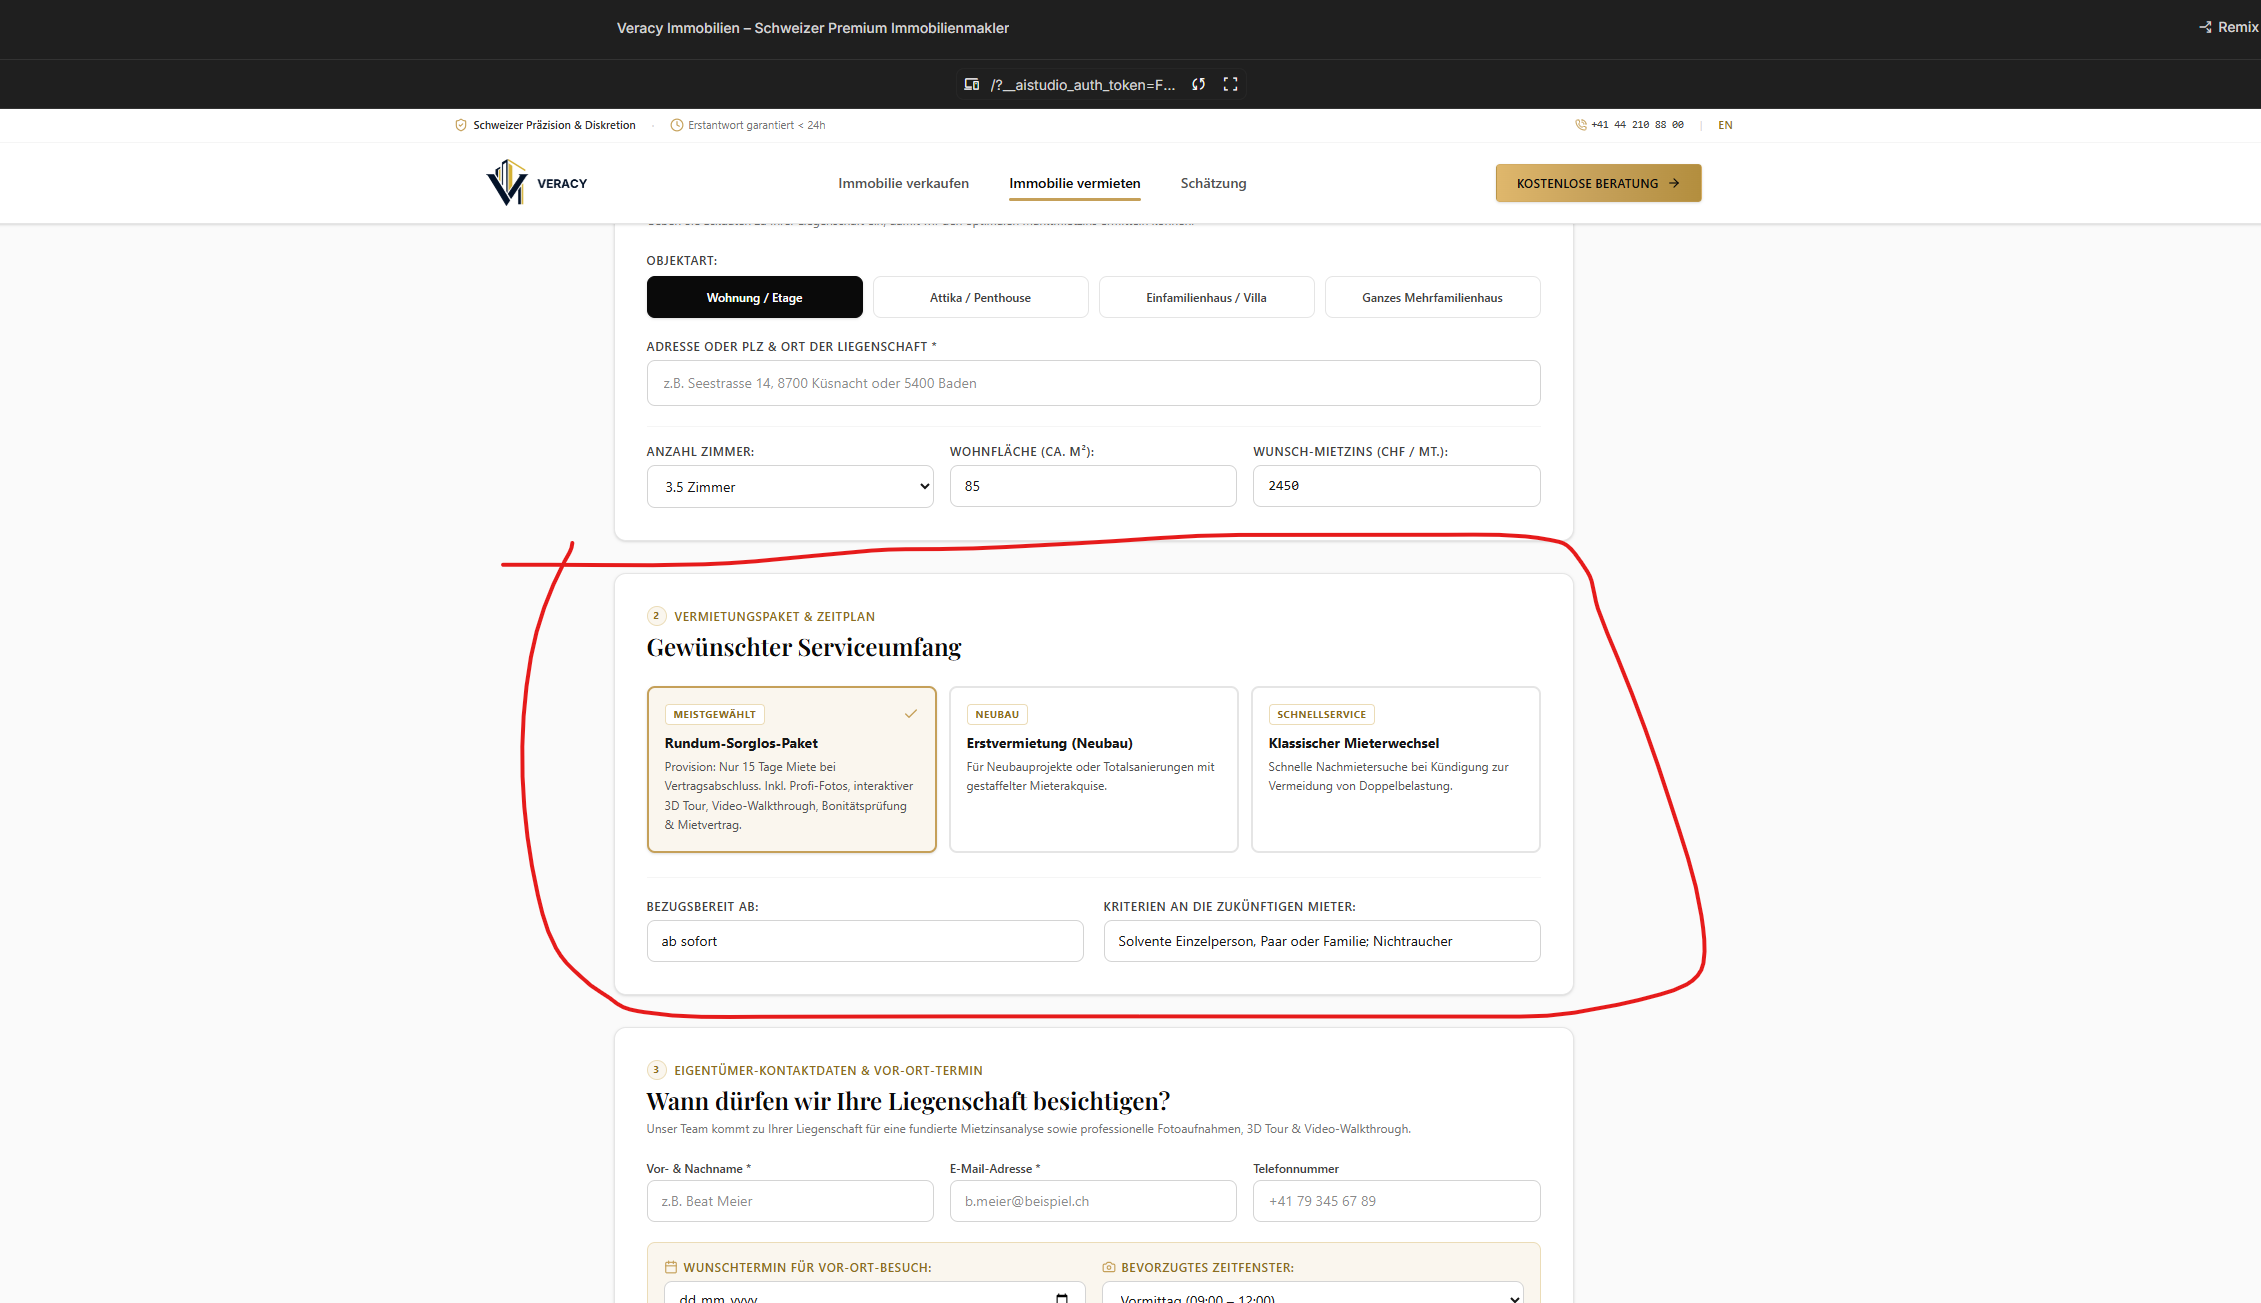 Veracy Immobilien – Schweizer Premium Immobilienmakler
Remix
/?__aistudio_auth_token=F...
Schweizer Präzision & Diskretion · Erstantwort garantiert < 24h
+41 44 210 88 00 | EN
VERACY
Immobilie verkaufen Immobilie vermieten Schätzung
KOSTENLOSE BERATUNG →
OBJEKTART:
Wohnung / Etage Attika / Penthouse Einfamilienhaus / Villa Ganzes Mehrfamilienhaus
ADRESSE ODER PLZ & ORT DER LIEGENSCHAFT *
z.B. Seestrasse 14, 8700 Küsnacht oder 5400 Baden
ANZAHL ZIMMER: WOHNFLÄCHE (CA. M²): WUNSCH-MIETZINS (CHF / MT.):
3.5 Zimmer 85 2450
2 VERMIETUNGSPAKET & ZEITPLAN
Gewünschter Serviceumfang
MEISTGEWÄHLT
Rundum-Sorglos-Paket
Provision: Nur 15 Tage Miete bei
Vertragsabschluss. Inkl. Profi-Fotos, interaktiver
3D Tour, Video-Walkthrough, Bonitätsprüfung
& Mietvertrag.
NEUBAU
Erstvermietung (Neubau)
Für Neubauprojekte oder Totalsanierungen mit
gestaffelter Mieterakquise.
SCHNELLSERVICE
Klassischer Mieterwechsel
Schnelle Nachmietersuche bei Kündigung zur
Vermeidung von Doppelbelastung.
BEZUGSBEREIT AB: KRITERIEN AN DIE ZUKÜNFTIGEN MIETER:
ab sofort Solvente Einzelperson, Paar oder Familie; Nichtraucher
3 EIGENTÜMER-KONTAKTDATEN & VOR-ORT-TERMIN
Wann dürfen wir Ihre Liegenschaft besichtigen?
Unser Team kommt zu Ihrer Liegenschaft für eine fundierte Mietzinsanalyse sowie professionelle Fotoaufnahmen, 3D Tour & Video-Walkthrough.
Vor- & Nachname * E-Mail-Adresse * Telefonnummer
z.B. Beat Meier b.meier@beispiel.ch +41 79 345 67 89
WUNSCHTERMIN FÜR VOR-ORT-BESUCH: BEVORZUGTES ZEITFENSTER:
dd.mm.yyyy Vormittag (09:00 – 12:00)